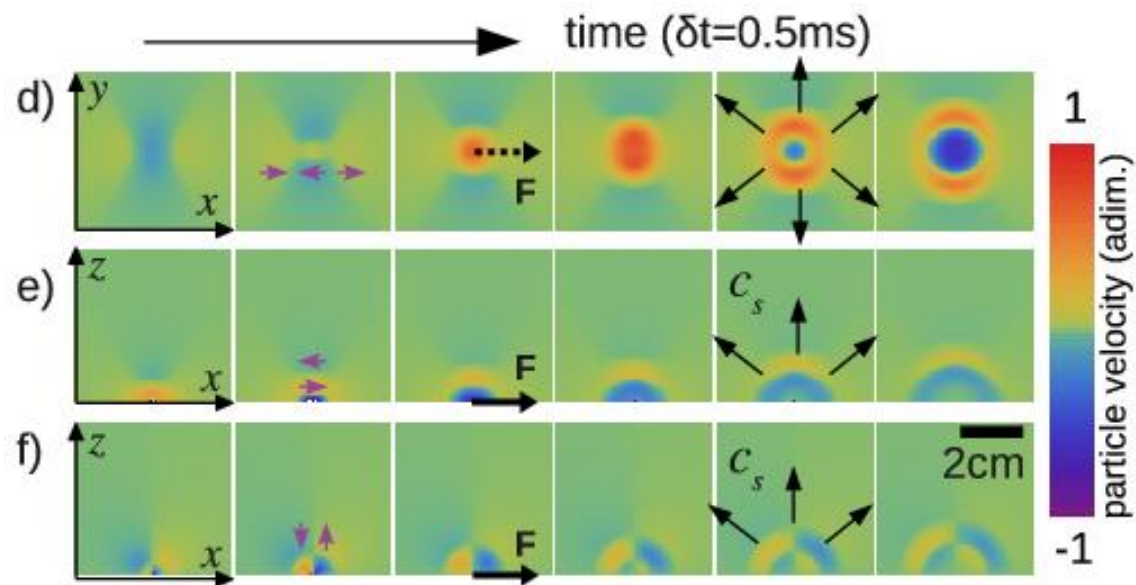 time (δt=0.5ms)
d) y
x
F
1
e) z
x
F
c_s
particle velocity (adim.)
f) z
x
F
c_s
2cm
-1